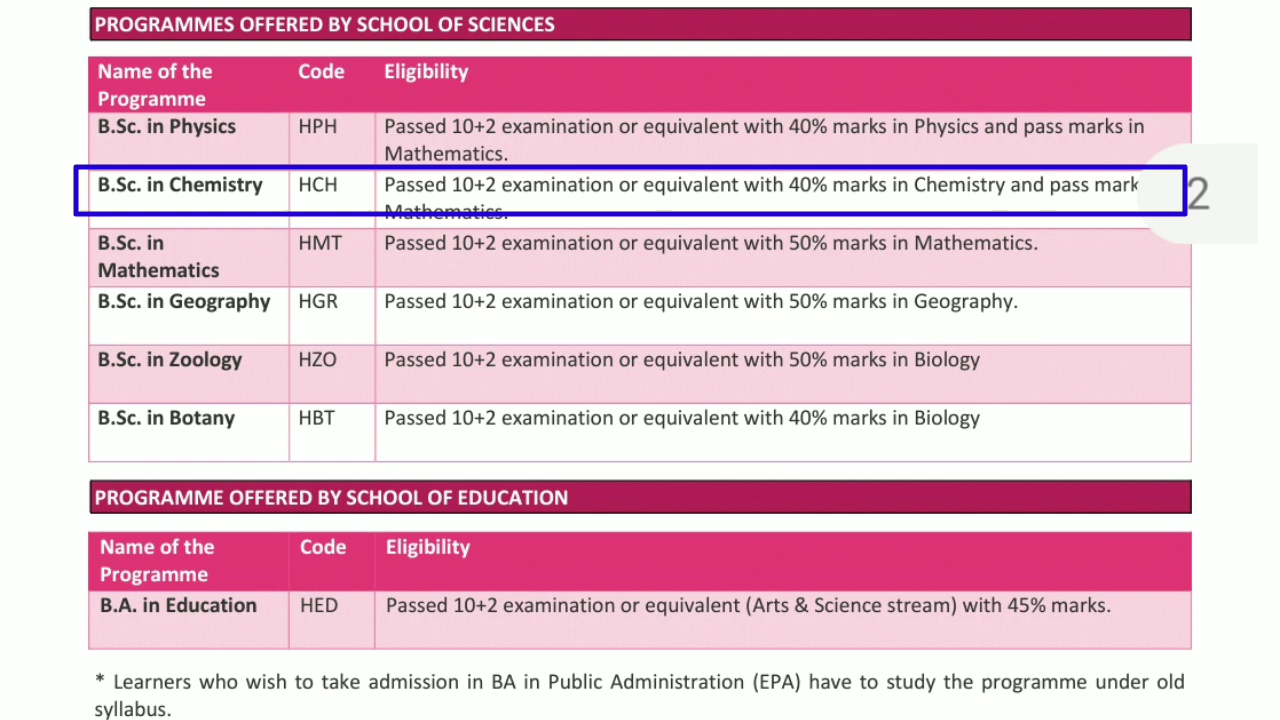 PROGRAMMES OFFERED BY SCHOOL OF SCIENCES
Name of the Programme Code Eligibility
B.Sc. in Physics HPH Passed 10+2 examination or equivalent with 40% marks in Physics and pass marks in
Mathematics.
B.Sc. in Chemistry HCH Passed 10+2 examination or equivalent with 40% marks in Chemistry and pass mark
Mathematics.
2
B.Sc. in Mathematics HMT Passed 10+2 examination or equivalent with 50% marks in Mathematics.
B.Sc. in Geography HGR Passed 10+2 examination or equivalent with 50% marks in Geography.
B.Sc. in Zoology HZO Passed 10+2 examination or equivalent with 50% marks in Biology
B.Sc. in Botany HBT Passed 10+2 examination or equivalent with 40% marks in Biology
PROGRAMME OFFERED BY SCHOOL OF EDUCATION
Name of the Programme Code Eligibility
B.A. in Education HED Passed 10+2 examination or equivalent (Arts & Science stream) with 45% marks.
* Learners who wish to take admission in BA in Public Administration (EPA) have to study the programme under old
syllabus.